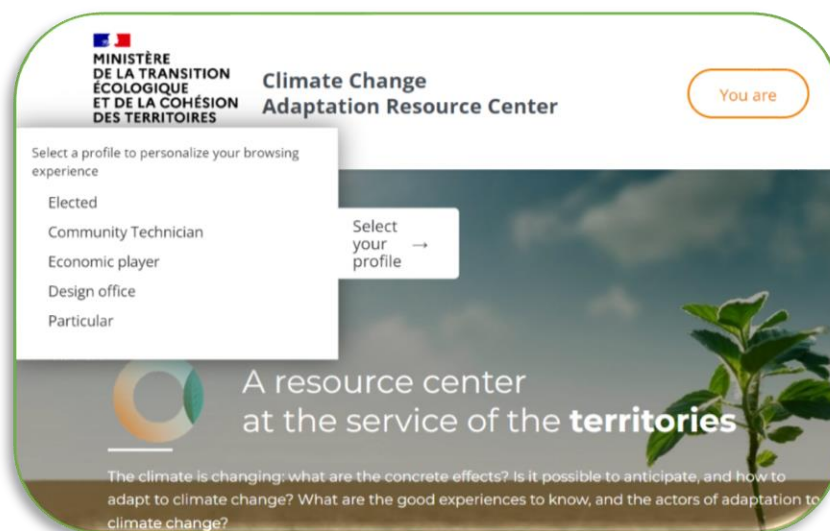 MINISTÈRE
DE LA TRANSITION
ÉCOLOGIQUE
ET DE LA COHÉSION
DES TERRITOIRES
Climate Change
Adaptation Resource Center
You are
Select a profile to personalize your browsing
experience
Elected
Community Technician
Economic player
Design office
Particular
Select
your
profile →
A resource center
at the service of the territories
The climate is changing: what are the concrete effects? Is it possible to anticipate, and how to
adapt to climate change? What are the good experiences to know, and the actors of adaptation to
climate change?